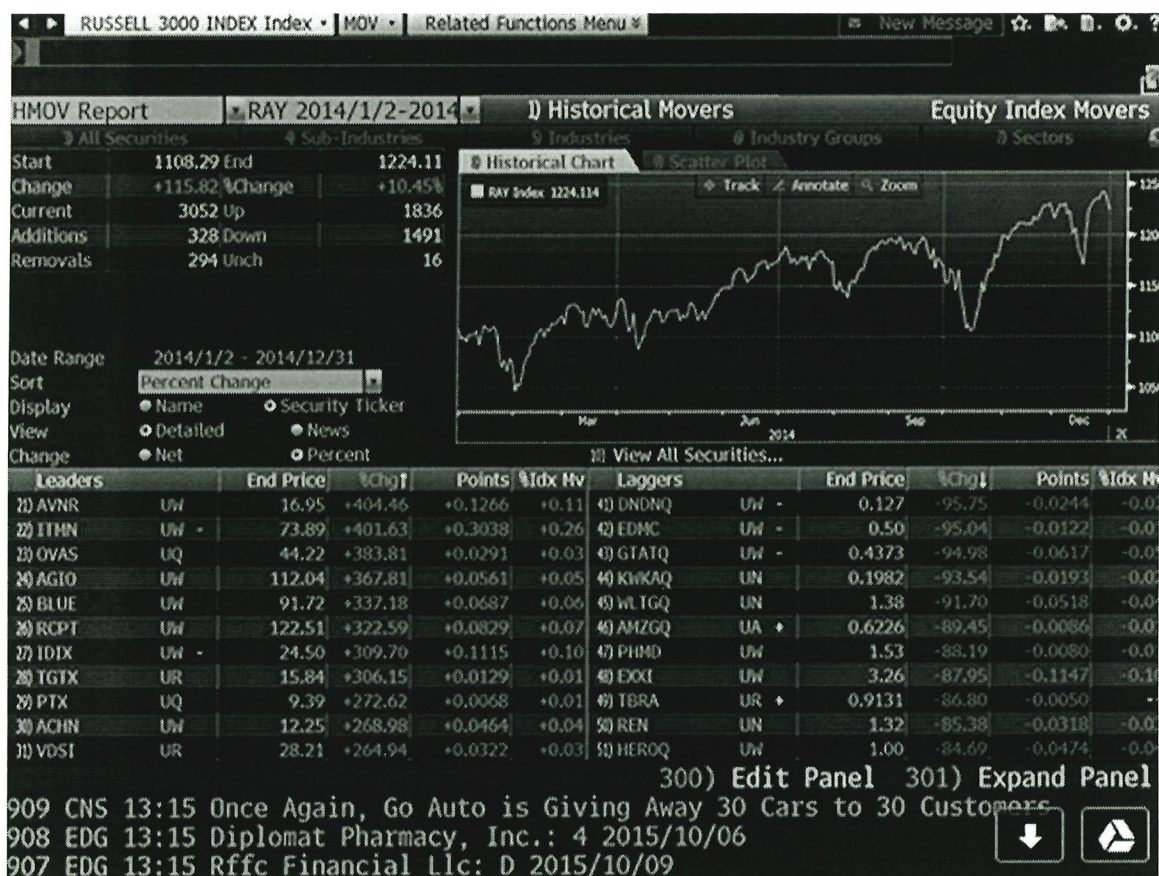 RUSSELL 3000 INDEX Index MOV Related Functions Menu New Message
HMOV Report RAY 2014/1/2-2014 1) Historical Movers Equity Index Movers
All Securities Sub-Industries Industries Industry Groups Sectors
Start 1108.29 End 1224.11
Change +115.82 %Change +10.45%
Current 3052 Up 1836
Additions 328 Down 1491
Removals 294 Unch 16
Historical Chart Scatter Plot
RAY Index 1224.114 Track Annotate Zoom
1200
1100
1050
Mar Jun Sep Dec
2014
Date Range 2014/1/2 - 2014/12/31
Sort Percent Change
Display Name Security Ticker
View Detailed News
Change Net Percent
View All Securities...
Leaders End Price %Chg↑ Points %Idx Mv Laggers End Price %Chg↓ Points %Idx Mv
21) AVNR UW 16.95 +404.46 +0.1266 +0.11 41) DNDNQ UW 0.127 -95.75 -0.0244
22) ITMN UW 73.89 +401.63 +0.3038 +0.26 42) EDMC UW 0.50 -95.04 -0.0122
23) OVAS UQ 44.22 +383.81 +0.0291 +0.03 43) GTATQ UW 0.4373 -94.98 -0.0617
24) AGIO UW 112.04 +367.81 +0.0561 +0.05 44) KWKAQ UN 0.1982 -93.54 -0.0193
25) BLUE UW 91.72 +337.18 +0.0687 +0.06 45) WLTGQ UN 1.38 -91.70 -0.0518
26) RCPT UW 122.51 +322.59 +0.0829 +0.07 46) AMZGQ UA 0.6226 -89.45 -0.0086
27) IDIX UW 24.50 +309.70 +0.1115 +0.10 47) PHMD UW 1.53 -88.19 -0.0080
28) TGTX UR 15.84 +306.15 +0.0129 +0.01 48) EXXI UW 3.26 -87.95 -0.1147
29) PTX UQ 9.39 +272.62 +0.0068 +0.01 49) TBRA UR 0.9131 -86.80 -0.0050
30) ACHN UW 12.25 +268.98 +0.0464 +0.04 50) REN UN 1.32 -85.38 -0.0318
31) VDSI UR 28.21 +264.94 +0.0322 +0.03 51) HEROQ UW 1.00 -84.69 -0.0474
300) Edit Panel 301) Expand Panel
909 CNS 13:15 Once Again, Go Auto is Giving Away 30 Cars to 30 Customers
908 EDG 13:15 Diplomat Pharmacy, Inc.: 4 2015/10/06
907 EDG 13:15 Rffc Financial Llc: D 2015/10/09